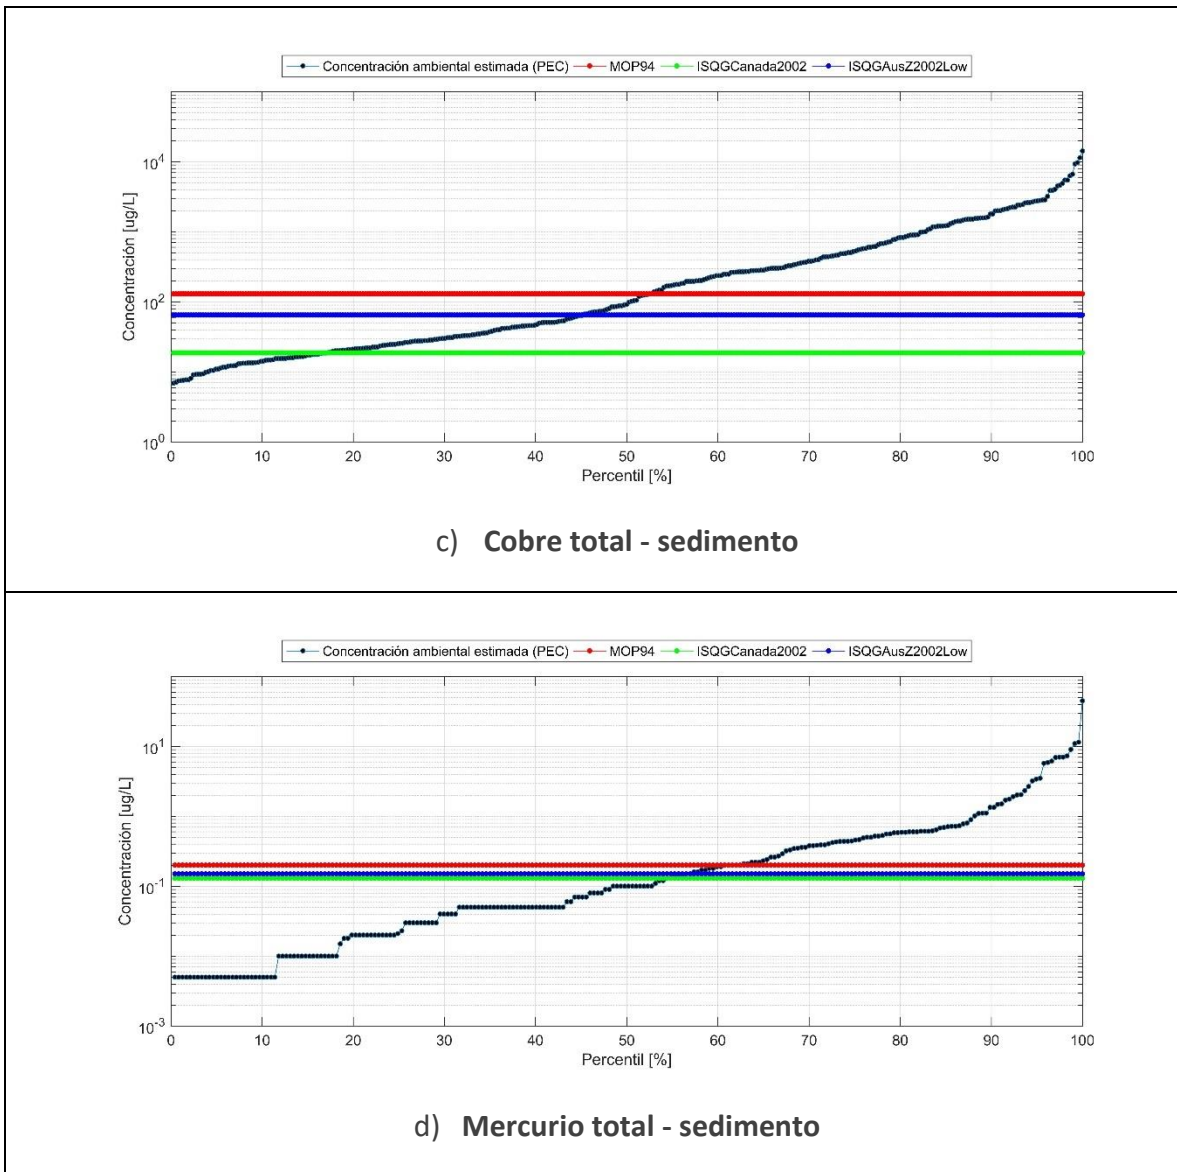 Concentración ambiental estimada (PEC) MOP94 ISQGCanada2002 ISQGAusZ2002Low
10^4
10^2
10^0
Concentración [ug/L]
0 10 20 30 40 50 60 70 80 90 100
Percentil [%]
c) Cobre total - sedimento
Concentración ambiental estimada (PEC) MOP94 ISQGCanada2002 ISQGAusZ2002Low
10^1
10^-1
10^-3
Concentración [ug/L]
0 10 20 30 40 50 60 70 80 90 100
Percentil [%]
d) Mercurio total - sedimento